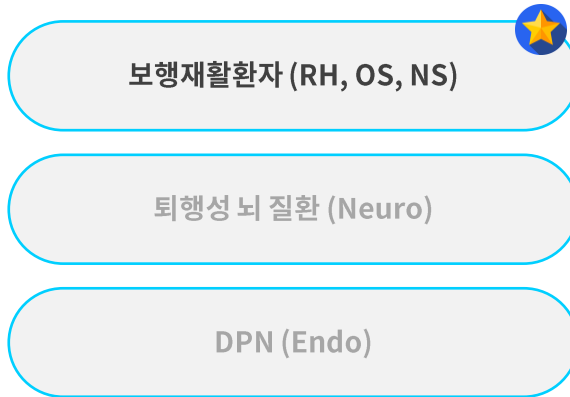 보행재활환자 (RH, OS, NS)
퇴행성 뇌 질환 (Neuro)
DPN (Endo)